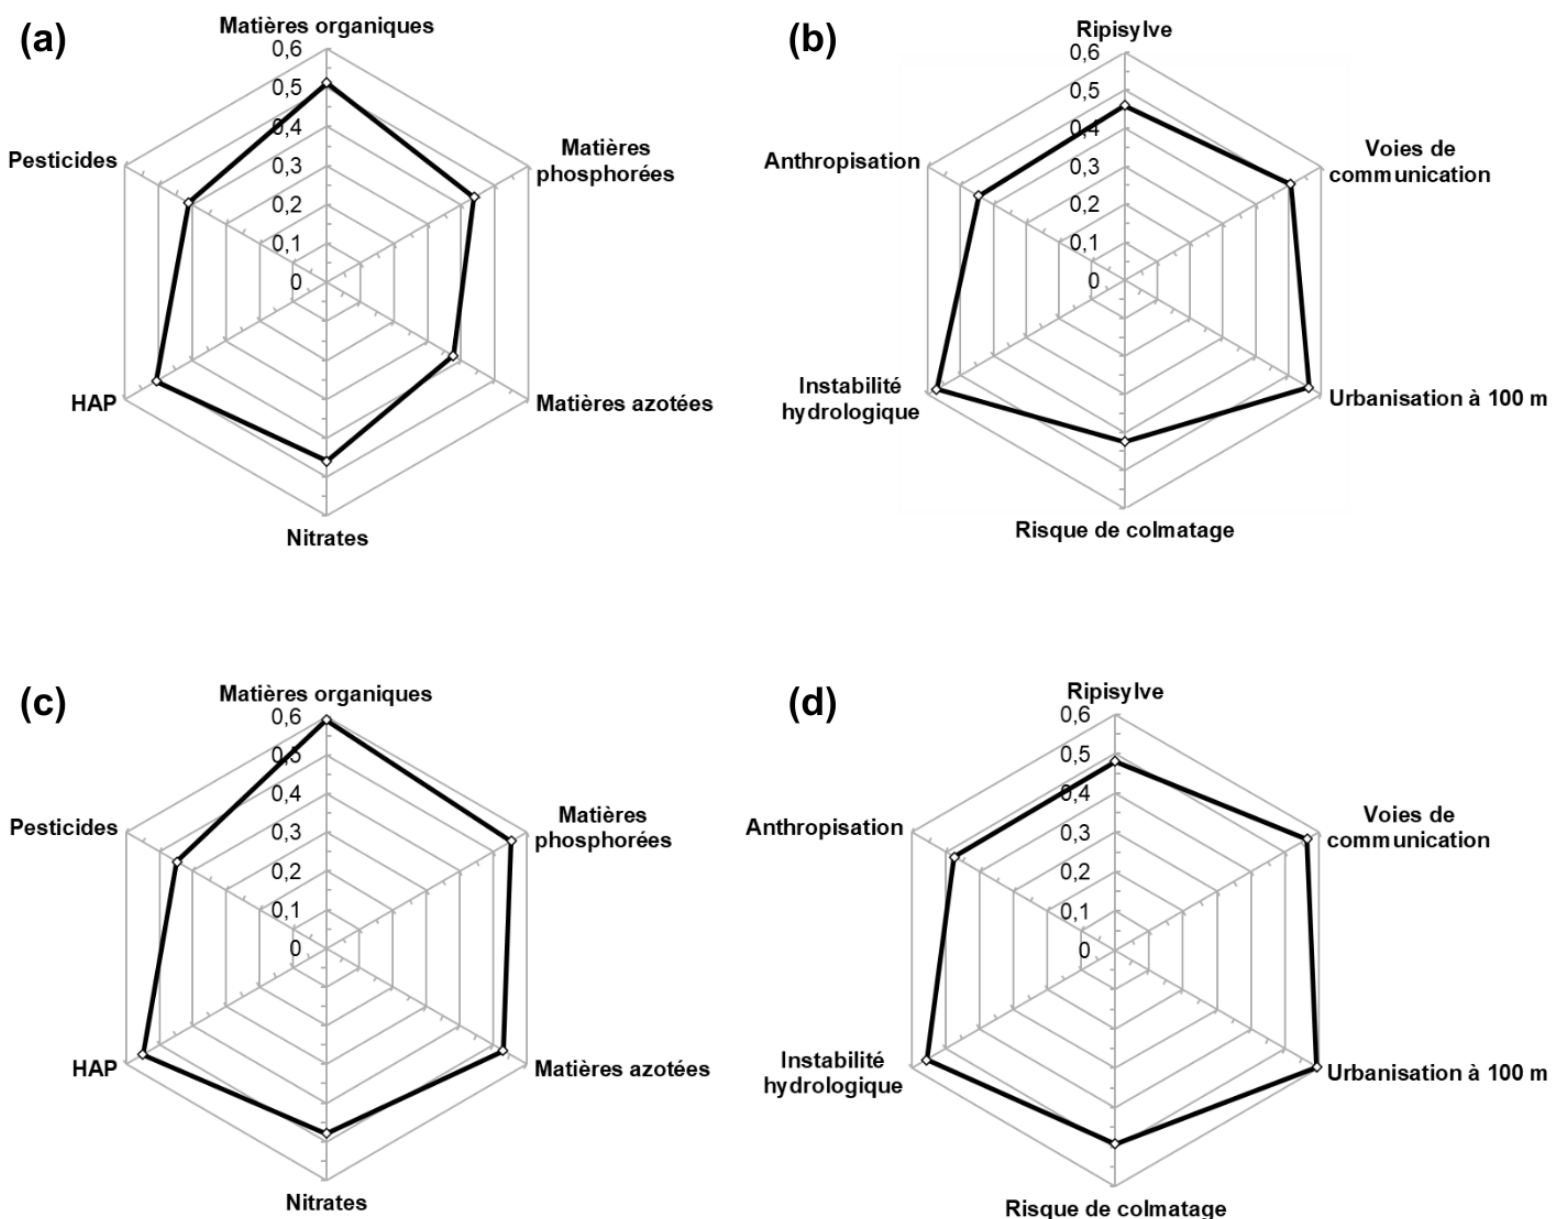 (a)
Matières organiques
0,6
0,5
0,4
0,3
0,2
0,1
0
Matières
phosphorées
Matières azotées
Nitrates
HAP
Pesticides
(b)
Ripisylve
0,6
0,5
0,4
0,3
0,2
0,1
0
Voies de
communication
Urbanisation à 100 m
Risque de colmatage
Instabilité
hydrologique
Anthropisation
(c)
Matières organiques
0,6
0,5
0,4
0,3
0,2
0,1
0
Matières
phosphorées
Matières azotées
Nitrates
HAP
Pesticides
(d)
Ripisylve
0,6
0,5
0,4
0,3
0,2
0,1
0
Voies de
communication
Urbanisation à 100 m
Risque de colmatage
Instabilité
hydrologique
Anthropisation